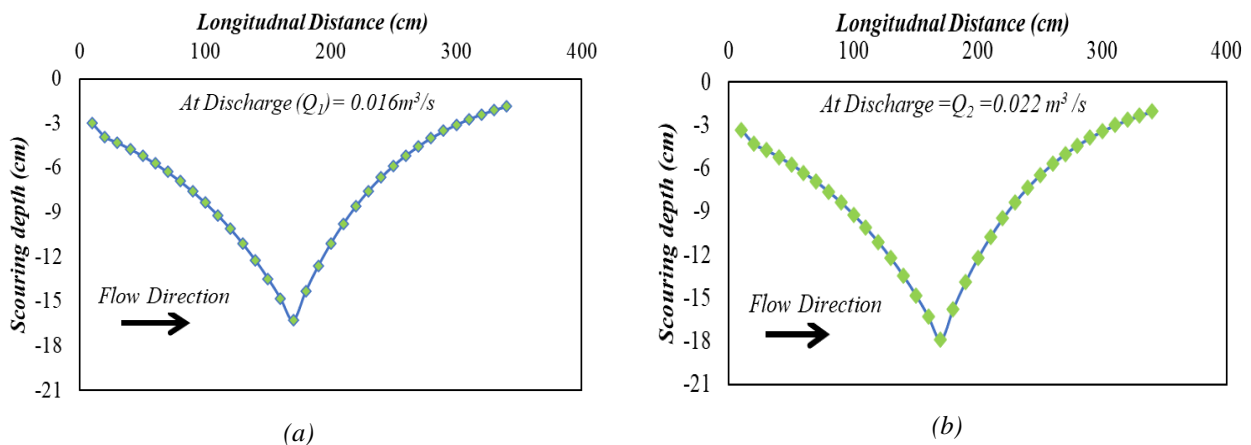 Longitudnal Distance (cm)
0 100 200 300 400
0
-3
-6
-9
-12
-15
-18
-21
Scouring depth (cm)
At Discharge (Q1) = 0.016m³/s
Flow Direction
(a)
Longitudnal Distance (cm)
0 100 200 300 400
0
-3
-6
-9
-12
-15
-18
-21
Scouring depth (cm)
At Discharge =Q2 =0.022 m³ /s
Flow Direction
(b)